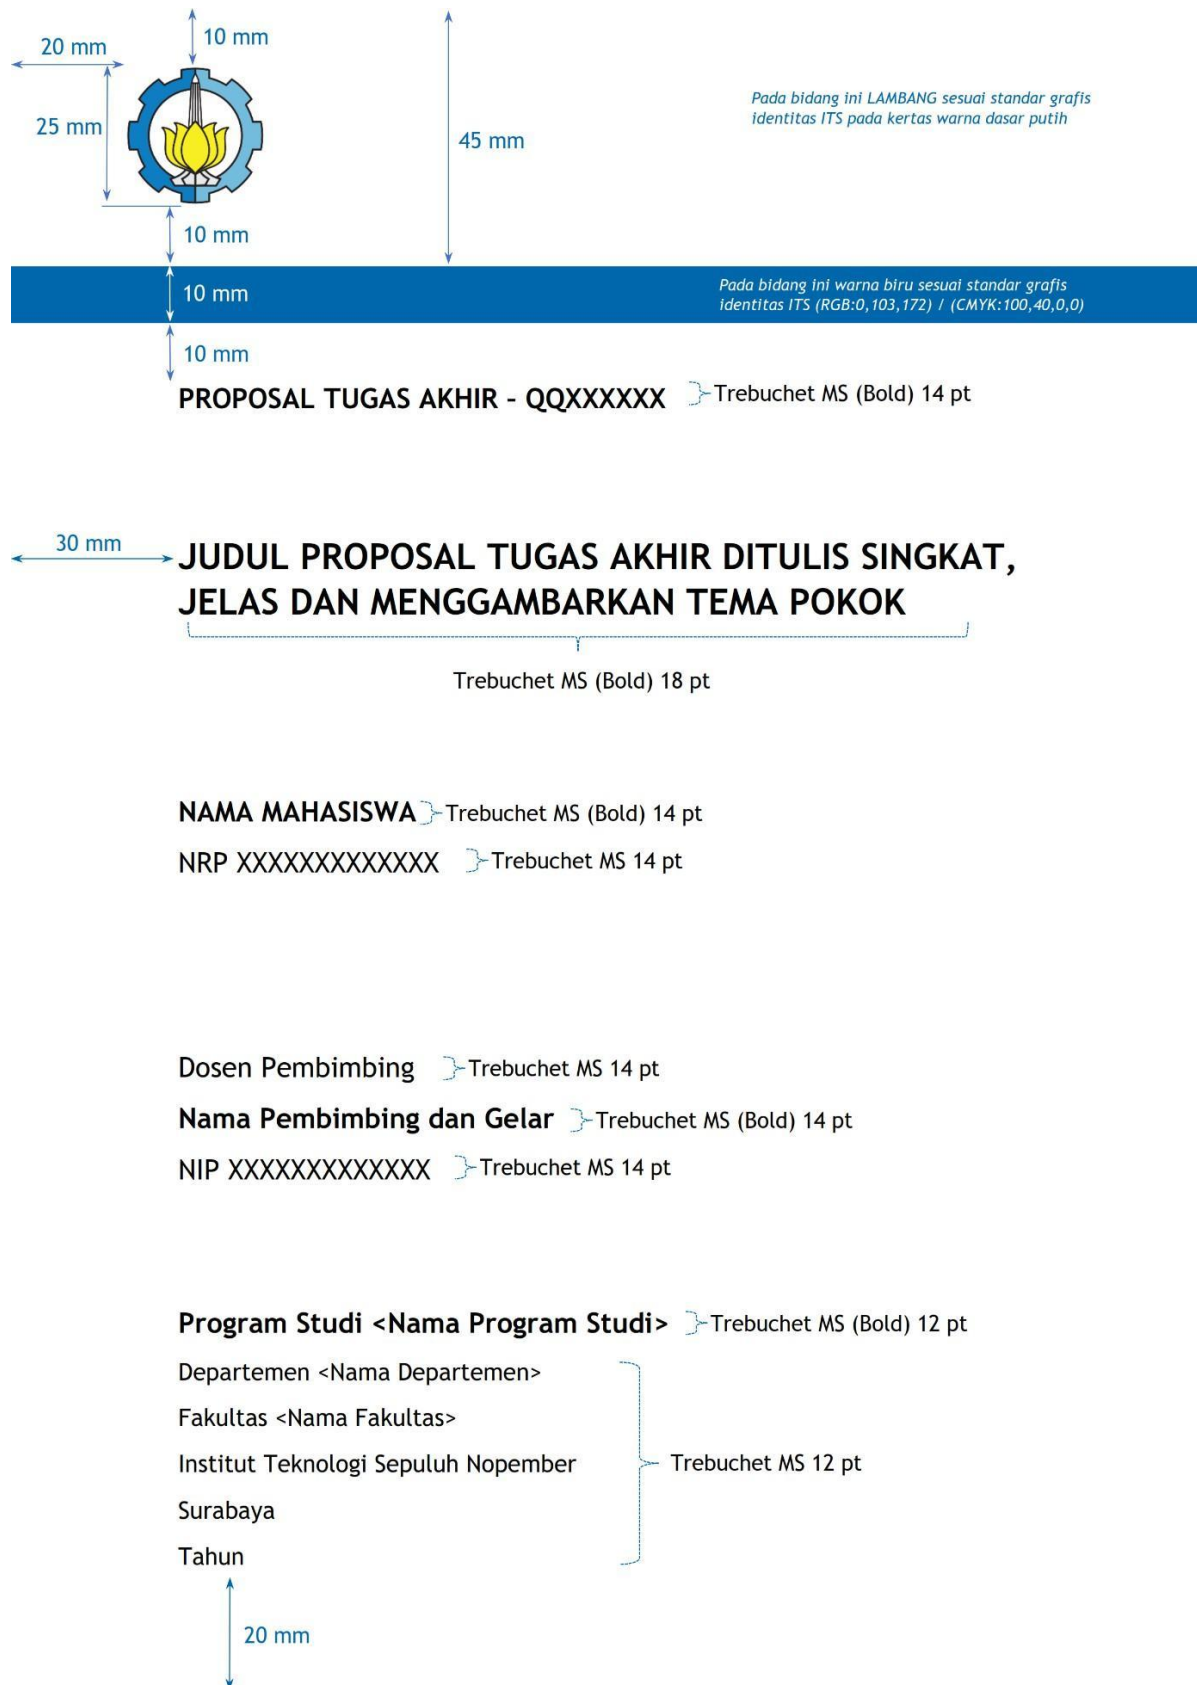 10 mm
20 mm
25 mm
45 mm
Pada bidang ini LAMBANG sesuai standar grafis
identitas ITS pada kertas warna dasar putih
10 mm
10 mm
Pada bidang ini warna biru sesuai standar grafis
identitas ITS (RGB:0,103,172) / (CMYK:100,40,0,0)
10 mm
PROPOSAL TUGAS AKHIR - QQXXXXXX Trebuchet MS (Bold) 14 pt
30 mm
JUDUL PROPOSAL TUGAS AKHIR DITULIS SINGKAT,
JELAS DAN MENGGAMBARKAN TEMA POKOK
Trebuchet MS (Bold) 18 pt
NAMA MAHASISWA Trebuchet MS (Bold) 14 pt
NRP XXXXXXXXXXXXX Trebuchet MS 14 pt
Dosen Pembimbing Trebuchet MS 14 pt
Nama Pembimbing dan Gelar Trebuchet MS (Bold) 14 pt
NIP XXXXXXXXXXXXX Trebuchet MS 14 pt
Program Studi <Nama Program Studi> Trebuchet MS (Bold) 12 pt
Departemen <Nama Departemen>
Fakultas <Nama Fakultas>
Institut Teknologi Sepuluh Nopember Trebuchet MS 12 pt
Surabaya
Tahun
20 mm